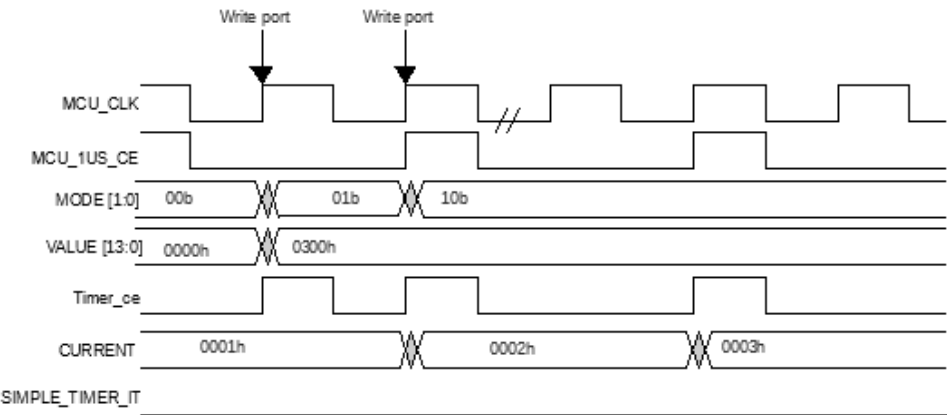 Write port Write port
MCU_CLK
MCU_1US_CE
MODE [1:0] 00b 01b 10b
VALUE [13:0] 0000h 0300h
Timer_ce
CURRENT 0001h 0002h 0003h
SIMPLE_TIMER_IT